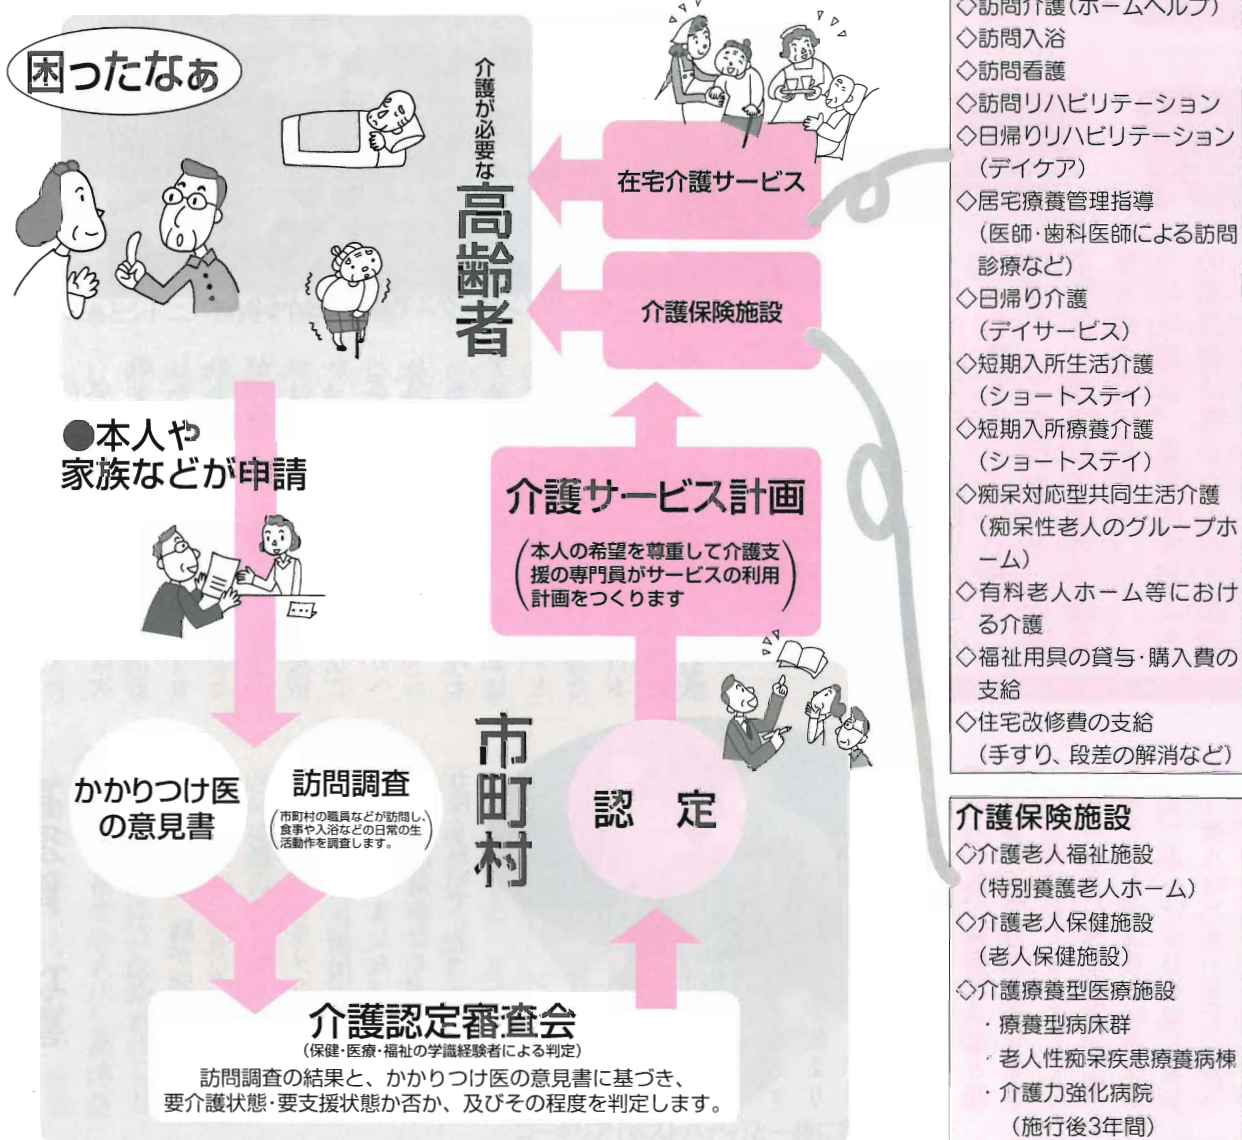 困ったなぁ
介護が必要な
高齢者
在宅介護サービス
介護保険施設
●本人や
家族などが申請
介護サービス計画
(本人の希望を尊重して介護支
援の専門員がサービスの利用
計画をつくります)
市町村
かかりつけ医
の意見書
訪問調査
(市町村の職員などが訪問し、
食事や入浴などの日常の生
活動作を調査します。)
認　定
介護認定審査会
(保健・医療・福祉の学識経験者による判定)
訪問調査の結果と、かかりつけ医の意見書に基づき、
要介護状態・要支援状態か否か、及びその程度を判定します。
◇訪問介護(ホームヘルプ)
◇訪問入浴
◇訪問看護
◇訪問リハビリテーション
◇日帰りリハビリテーション
(デイケア)
◇居宅療養管理指導
(医師・歯科医師による訪問
診療など)
◇日帰り介護
(デイサービス)
◇短期入所生活介護
(ショートステイ)
◇短期入所療養介護
(ショートステイ)
◇痴呆対応型共同生活介護
(痴呆性老人のグループホ
ーム)
◇有料老人ホーム等におけ
る介護
◇福祉用具の貸与・購入費の
支給
◇住宅改修費の支給
(手すり、段差の解消など)
介護保険施設
◇介護老人福祉施設
(特別養護老人ホーム)
◇介護老人保健施設
(老人保健施設)
◇介護療養型医療施設
・療養型病床群
・老人性痴呆疾患療養病棟
・介護力強化病院
(施行後3年間)